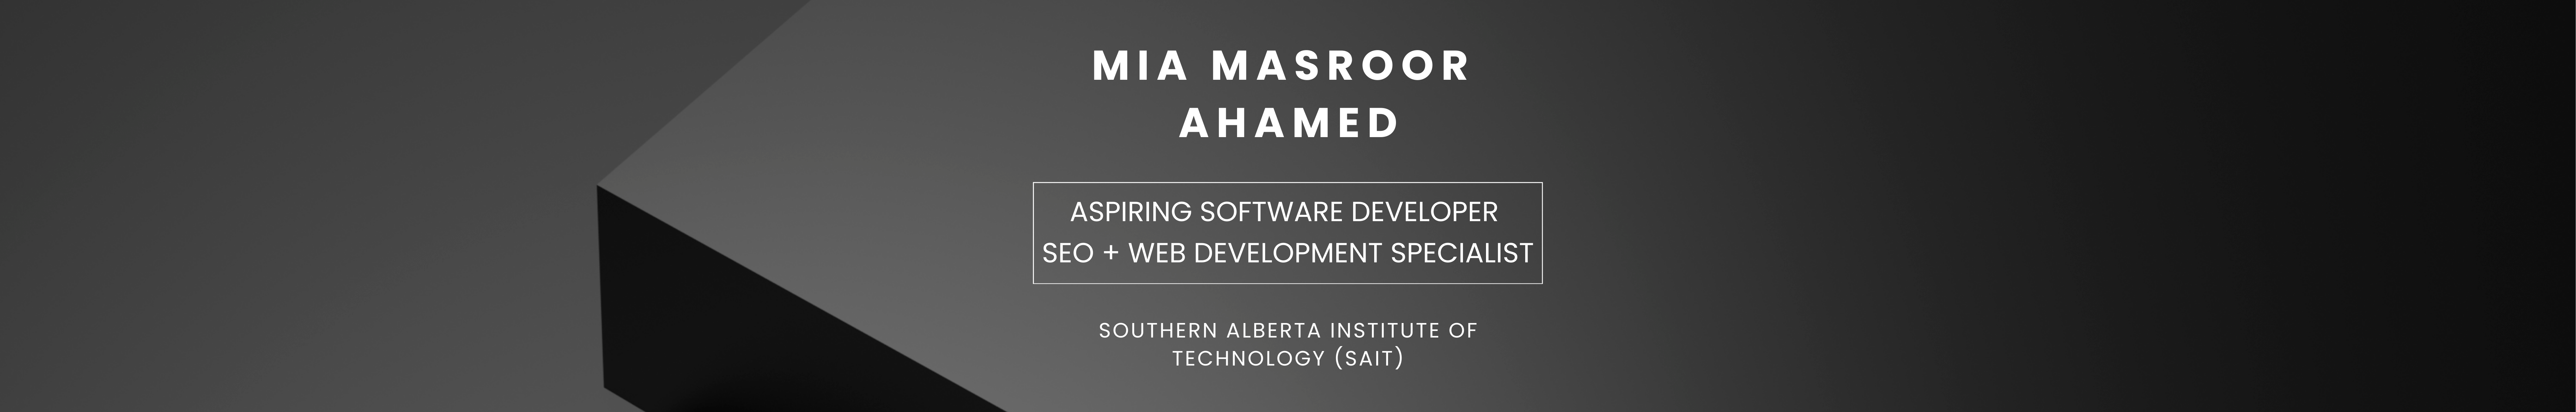 MIA MASROOR
AHAMED
ASPIRING SOFTWARE DEVELOPER
SEO + WEB DEVELOPMENT SPECIALIST
SOUTHERN ALBERTA INSTITUTE OF
TECHNOLOGY (SAIT)